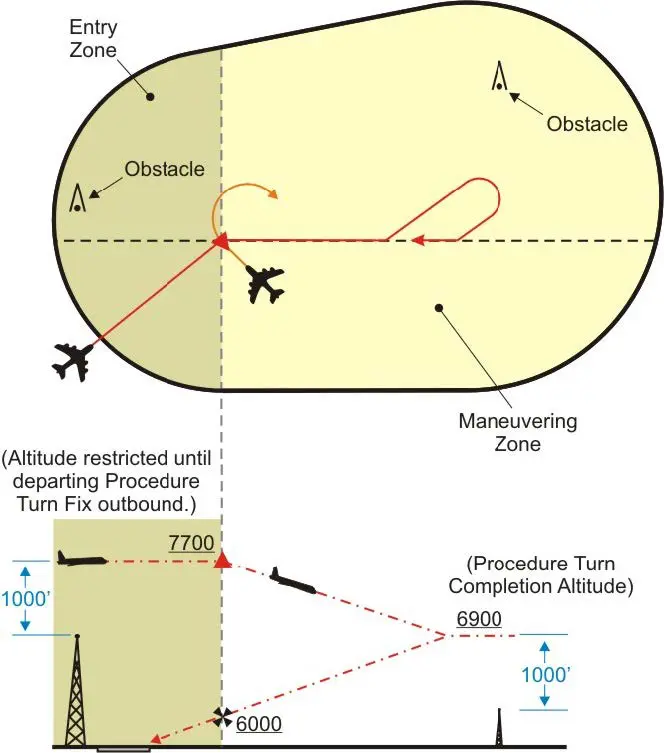 Entry
Zone
Obstacle
Obstacle
Maneuvering
Zone
(Altitude restricted until
departing Procedure
Turn Fix outbound.)
7700
(Procedure Turn
Completion Altitude)
1000'
6900
1000'
6000